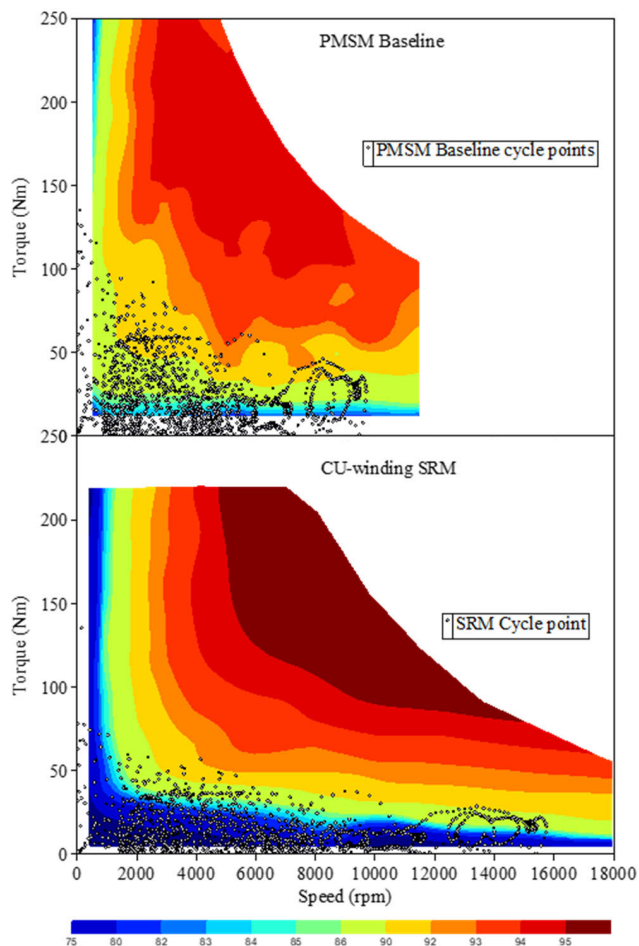 250
PMSM Baseline
200
PMSM Baseline cycle points
150
Torque (Nm)
100
50
250
CU-winding SRM
200
150
SRM Cycle point
Torque (Nm)
100
50
0
0 2000 4000 6000 8000 10000 12000 14000 16000 18000
Speed (rpm)
75 80 82 83 84 85 86 90 92 93 94 95